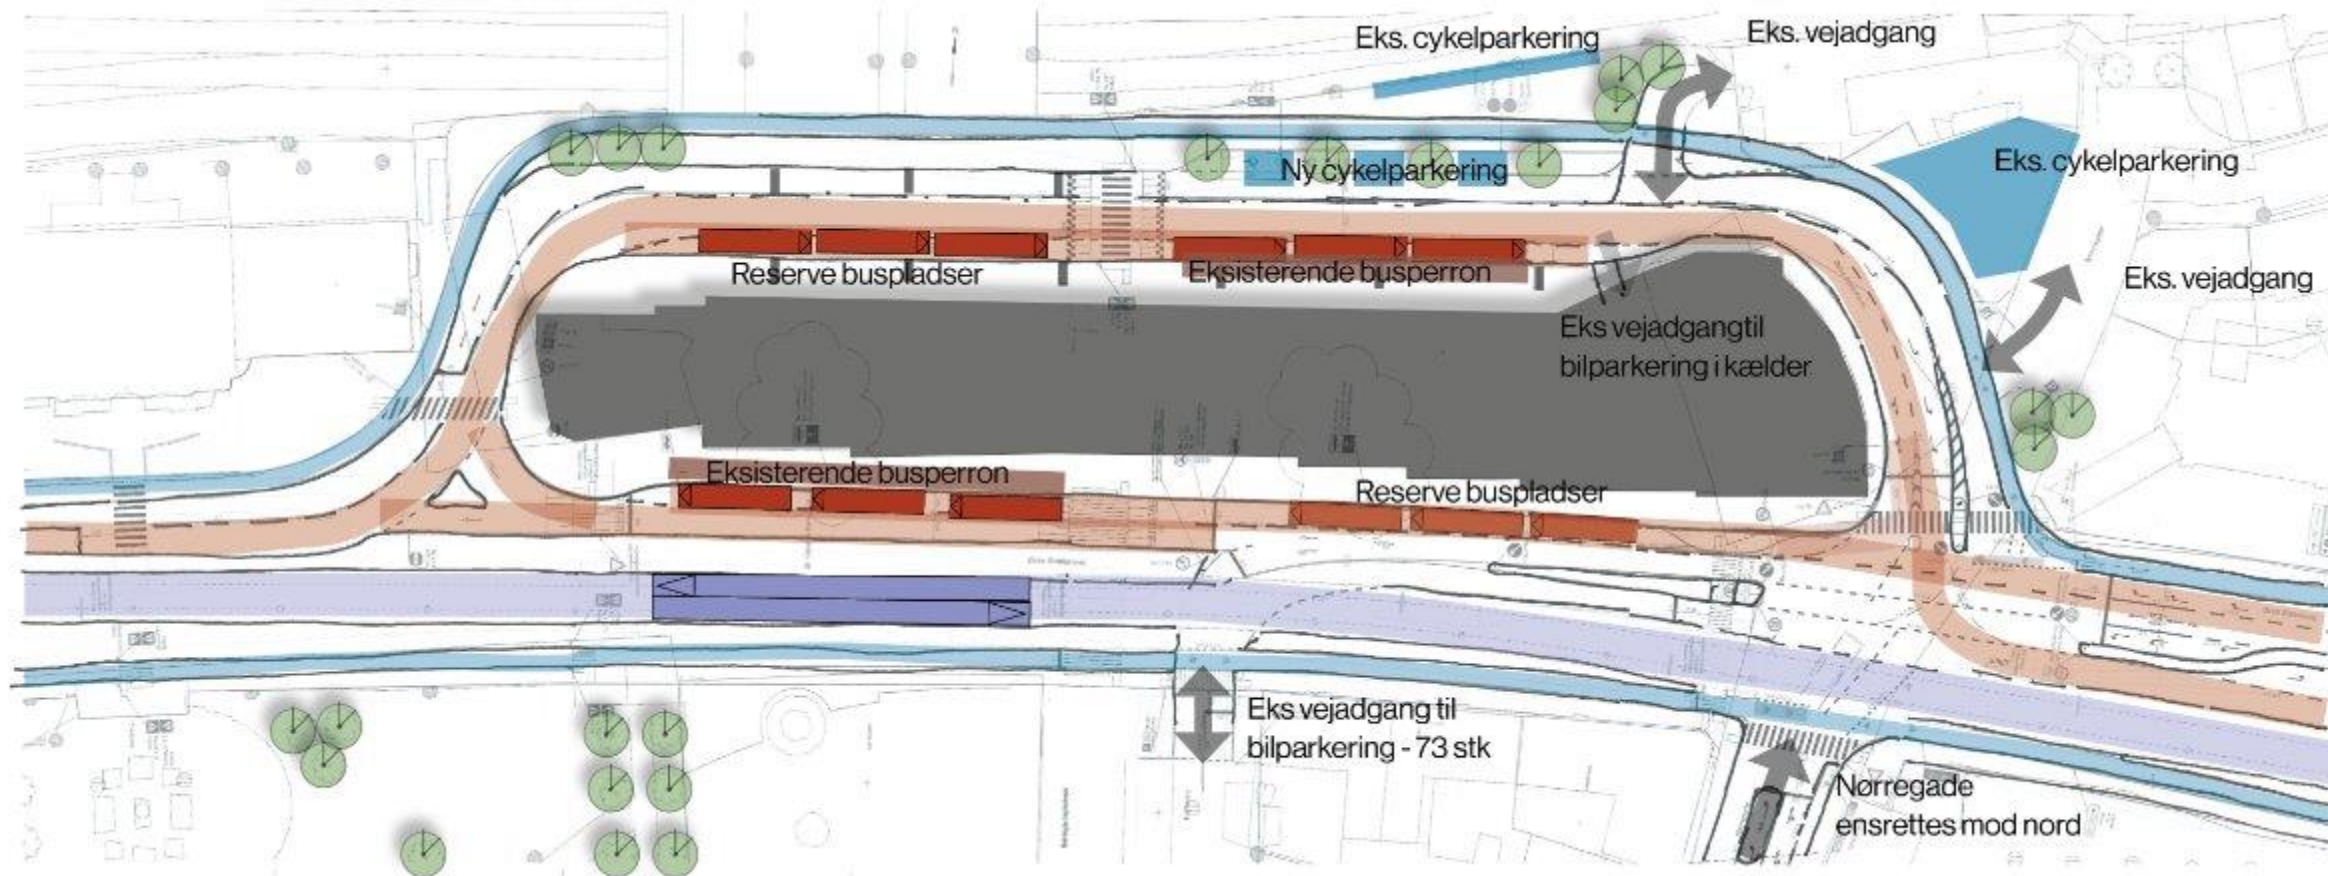 Eks. cykelparkering
Eks. vejadgang
Ny cykelparkering
Eks. cykelparkering
Reserve buspladser
Eksisterende busperron
Eks. vejadgang
Eks vejadgangtil
bilparkering i kælder
Eksisterende busperron
Reserve buspladser
Eks vejadgang til
bilparkering - 73 stk
Nørregade
ensrettes mod nord